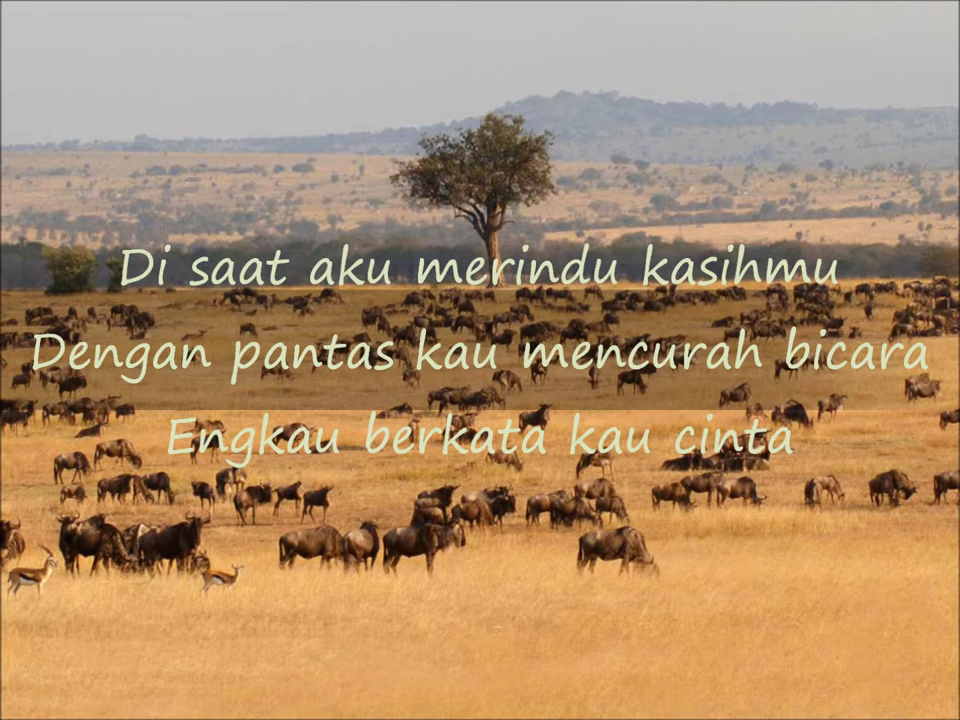 Di saat aku merindu kasihmu
Dengan pantas kau mencurah bicara
Engkau berkata kau cinta